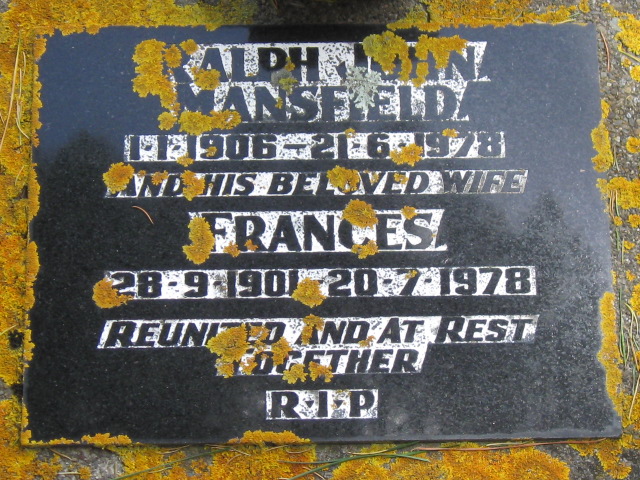 RALPH JOHN
MANSFIELD.
1·1·1906-21·6·1978
AND HIS BELOVED WIFE
FRANCES.
28·9·1901-20·7·1978
REUNITED AND AT REST
TOGETHER
R·I·P